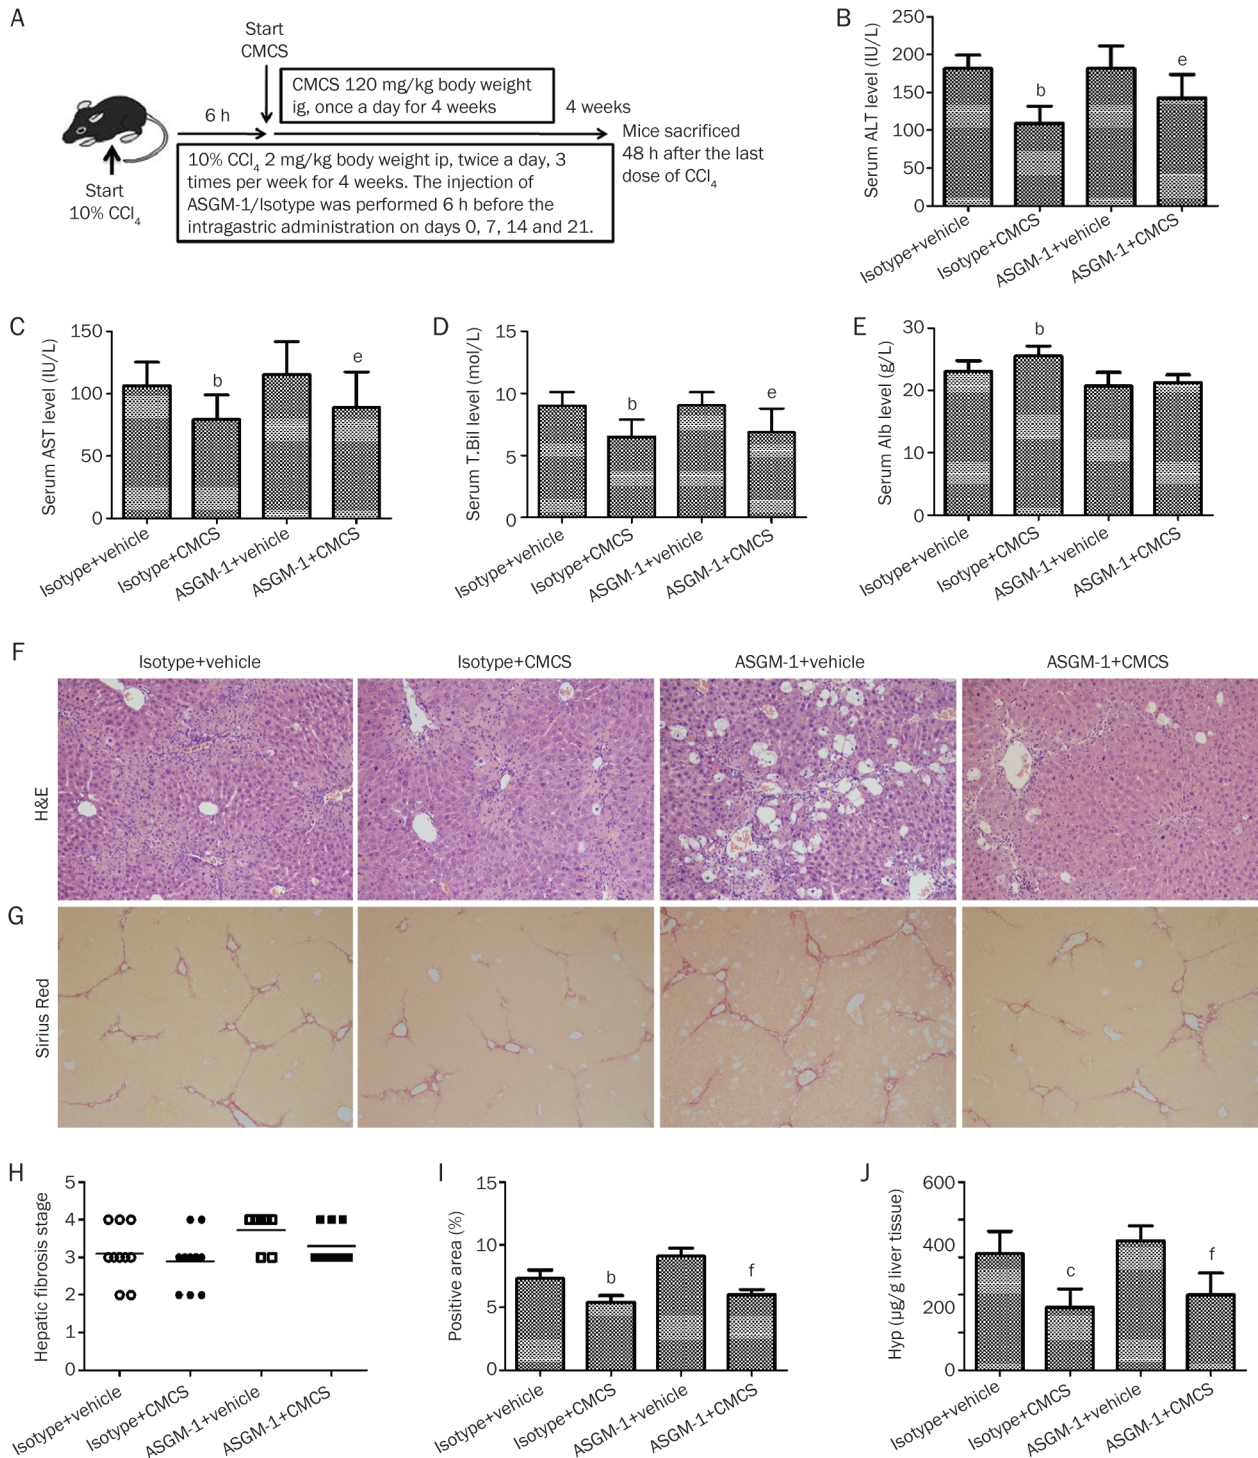 A
Start
CMCS
CMCS 120 mg/kg body weight
ig, once a day for 4 weeks
6 h
4 weeks
Mice sacrificed
48 h after the last
dose of CCl4
Start
10% CCl4
10% CCl4 2 mg/kg body weight ip, twice a day, 3
times per week for 4 weeks. The injection of
ASGM-1/Isotype was performed 6 h before the
intragastric administration on days 0, 7, 14 and 21.
B
Serum ALT level (IU/L)
250
200
150
100
50
0
b
e
Isotype+vehicle
Isotype+CMCS
ASGM-1+vehicle
ASGM-1+CMCS
C
Serum AST level (IU/L)
150
100
50
0
b
e
Isotype+vehicle
Isotype+CMCS
ASGM-1+vehicle
ASGM-1+CMCS
D
Serum T.Bil level (mol/L)
15
10
5
0
b
e
Isotype+vehicle
Isotype+CMCS
ASGM-1+vehicle
ASGM-1+CMCS
E
Serum Alb level (g/L)
30
20
10
0
b
Isotype+vehicle
Isotype+CMCS
ASGM-1+vehicle
ASGM-1+CMCS
F
Isotype+vehicle
Isotype+CMCS
ASGM-1+vehicle
ASGM-1+CMCS
H&E
G
Sirius Red
H
Hepatic fibrosis stage
5
4
3
2
1
0
Isotype+vehicle
Isotype+CMCS
ASGM-1+vehicle
ASGM-1+CMCS
I
Positive area (%)
15
10
5
0
b
f
Isotype+vehicle
Isotype+CMCS
ASGM-1+vehicle
ASGM-1+CMCS
J
Hyp (μg/g liver tissue)
600
400
200
0
c
f
Isotype+vehicle
Isotype+CMCS
ASGM-1+vehicle
ASGM-1+CMCS